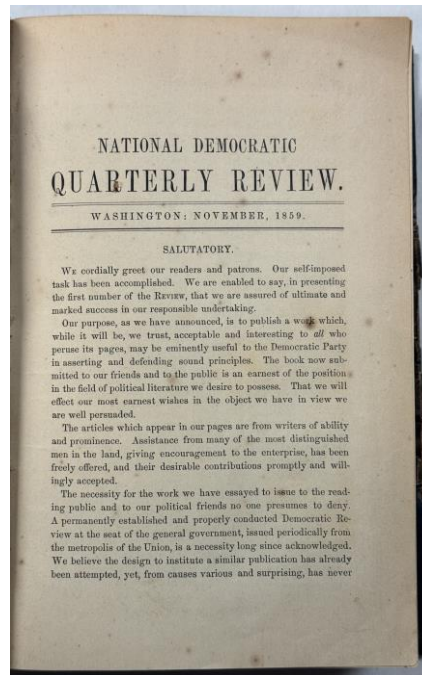 NATIONAL DEMOCRATIC
QUARTERLY REVIEW.
WASHINGTON: NOVEMBER, 1859.
SALUTATORY.
WE cordially greet our readers and patrons. Our self-imposed
task has been accomplished. We are enabled to say, in presenting
the first number of the REVIEW, that we are assured of ultimate and
marked success in our responsible undertaking.
Our purpose, as we have announced, is to publish a work which,
while it will be, we trust, acceptable and interesting to all who
peruse its pages, may be eminently useful to the Democratic Party
in asserting and defending sound principles. The book now sub-
mitted to our friends and to the public is an earnest of the position
in the field of political literature we desire to possess. That we will
effect our most earnest wishes in the object we have in view we
are well persuaded.
The articles which appear in our pages are from writers of ability
and prominence. Assistance from many of the most distinguished
men in the land, giving encouragement to the enterprise, has been
freely offered, and their desirable contributions promptly and will-
ingly accepted.
The necessity for the work we have essayed to issue to the read-
ing public and to our political friends no one presumes to deny.
A permanently established and properly conducted Democratic Re-
view at the seat of the general government, issued periodically from
the metropolis of the Union, is a necessity long since acknowledged.
We believe the design to institute a similar publication has already
been attempted, yet, from causes various and surprising, has never